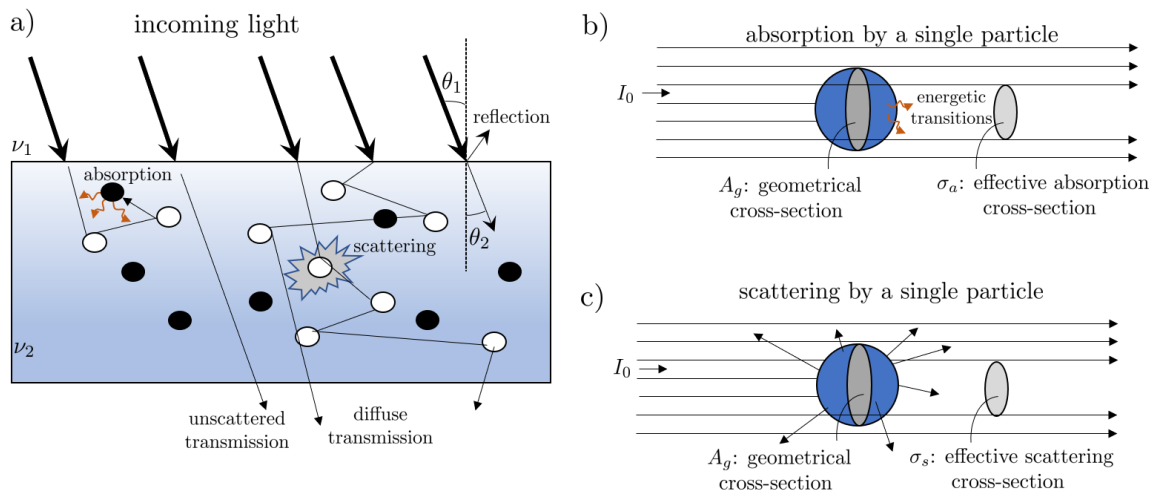 a)
incoming light
θ₁
reflection
ν₁
absorption
θ₂
scattering
ν₂
unscattered
transmission
diffuse
transmission
b)
absorption by a single particle
I₀
energetic
transitions
A_g: geometrical
cross-section
σₐ: effective absorption
cross-section
c)
scattering by a single particle
I₀
A_g: geometrical
cross-section
σₛ: effective scattering
cross-section